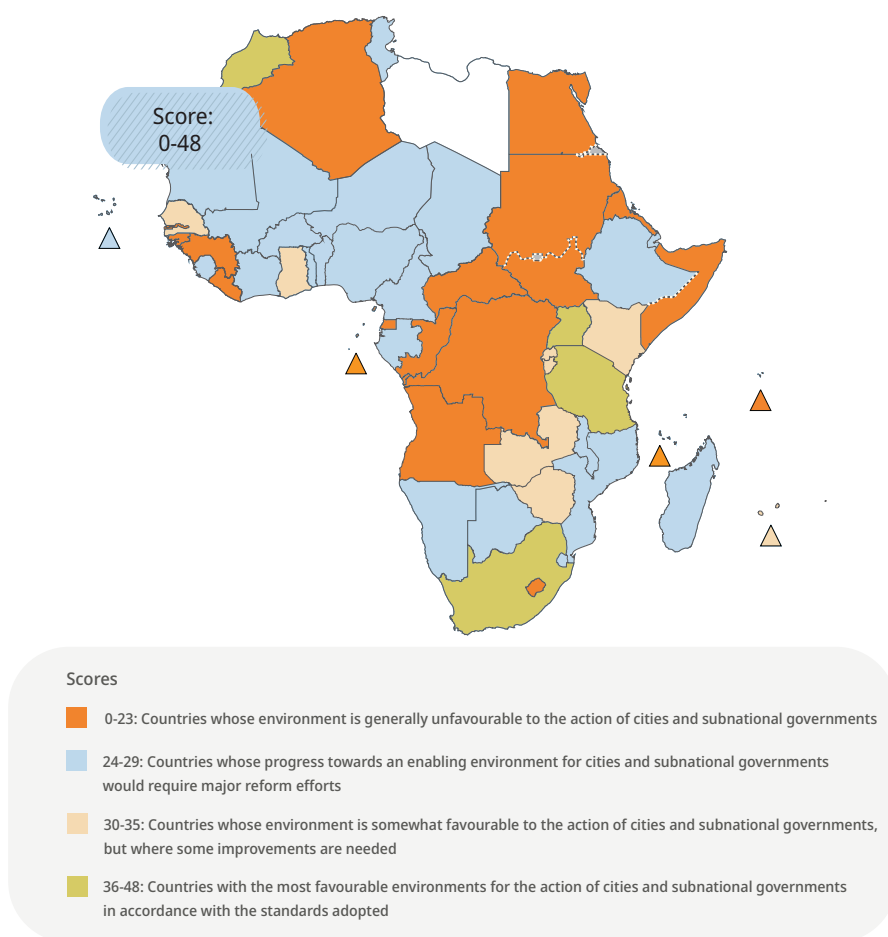 Score:
0-48
Scores
0-23: Countries whose environment is generally unfavourable to the action of cities and subnational governments
24-29: Countries whose progress towards an enabling environment for cities and subnational governments
would require major reform efforts
30-35: Countries whose environment is somewhat favourable to the action of cities and subnational governments,
but where some improvements are needed
36-48: Countries with the most favourable environments for the action of cities and subnational governments
in accordance with the standards adopted